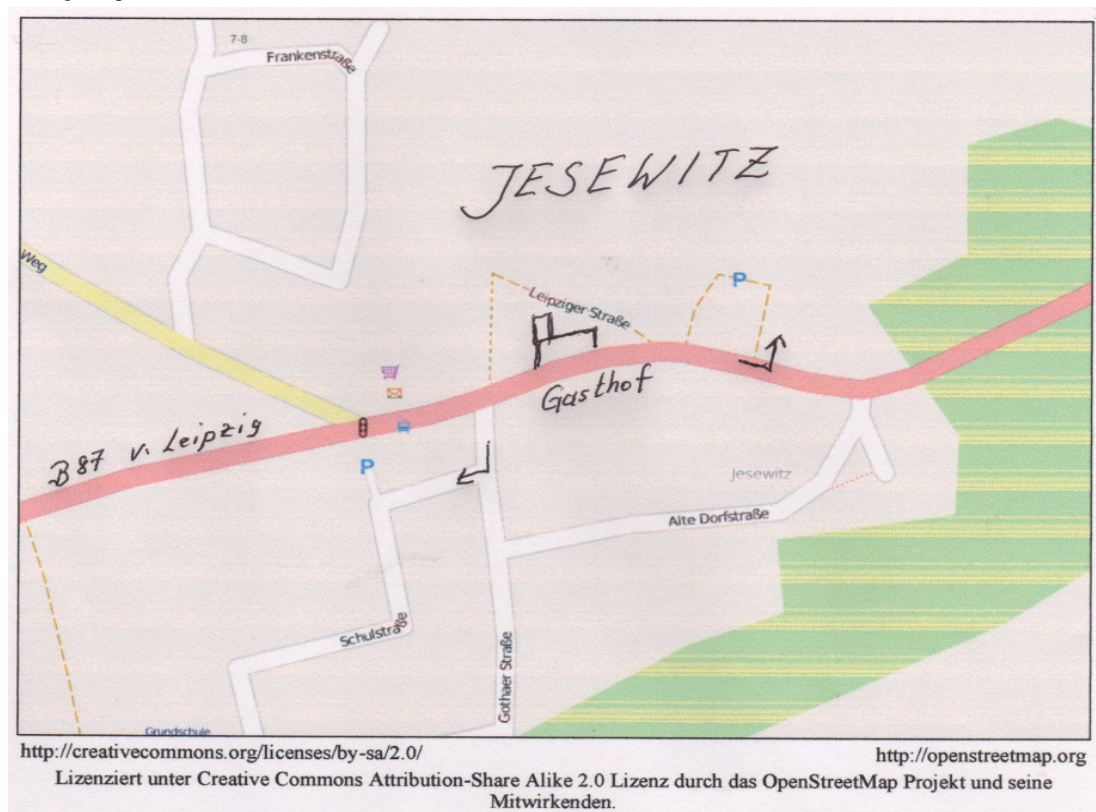 7-8
Frankenstraße
JESEWITZ
Weg
P
Leipziger Straße
Gasthof
B87 v. Leipzig
P
Jesewitz
Alte Dorfstraße
Schulstraße
Gothaer Straße
Grundschule
http://creativecommons.org/licenses/by-sa/2.0/
http://openstreetmap.org
Lizenziert unter Creative Commons Attribution-Share Alike 2.0 Lizenz durch das OpenStreetMap Projekt und seine
Mitwirkenden.